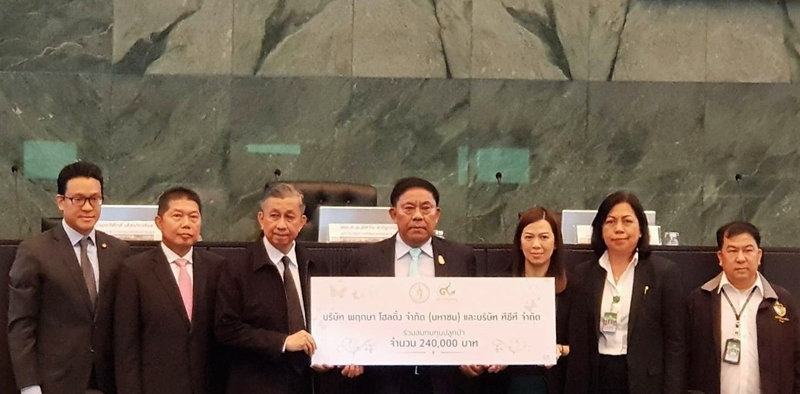 บริษัท พฤกษา โฮลดิ้ง จำกัด (มหาชน) และบริษัท ศีซีที จำกัด
ร่วมสมทบทุนปลูกป่า
จำนวน 240,000 บาท